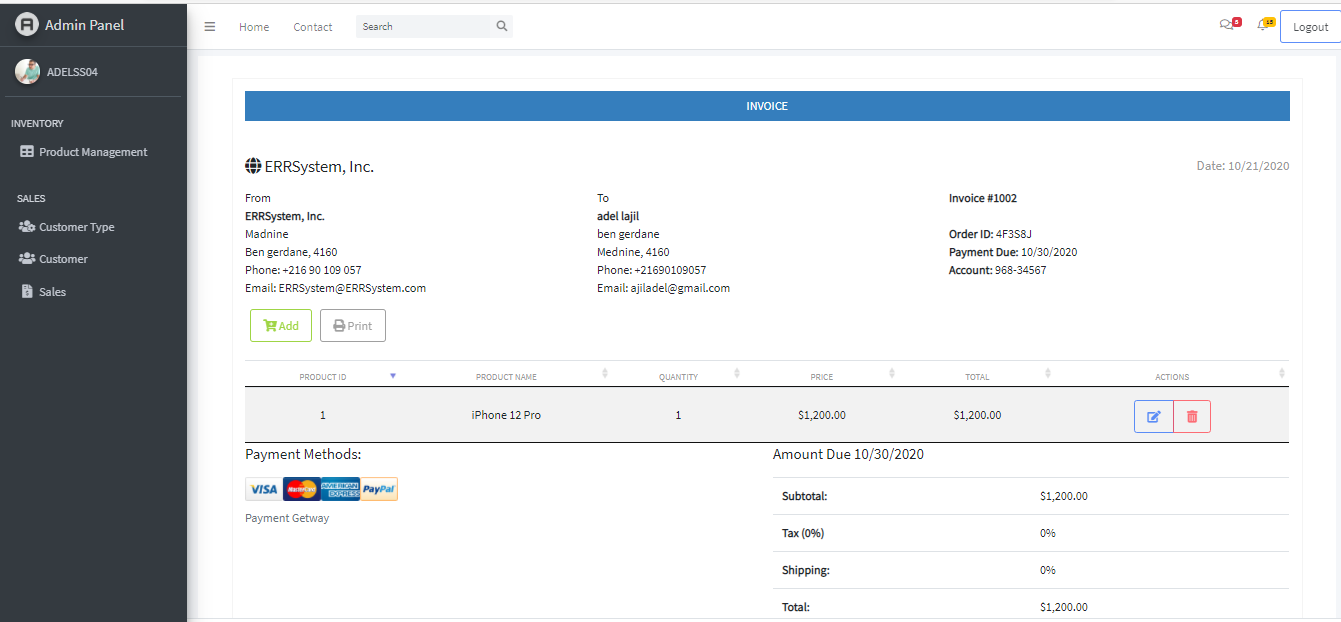 Admin Panel
Home
Contact
Search
6
15
Logout
ADELSS04
INVENTORY
Product Management
SALES
Customer Type
Customer
Sales
INVOICE
ERRSystem, Inc.
Date: 10/21/2020
From
ERRSystem, Inc.
Madnine
Ben gerdane, 4160
Phone: +216 90 109 057
Email: ERRSystem@ERRSystem.com
To
adel lajil
ben gerdane
Mednine, 4160
Phone: +21690109057
Email: ajiladel@gmail.com
Invoice #1002
Order ID: 4F3S8J
Payment Due: 10/30/2020
Account: 968-34567
Add
Print
PRODUCT ID PRODUCT NAME QUANTITY PRICE TOTAL ACTIONS
1 iPhone 12 Pro 1 $1,200.00 $1,200.00
Payment Methods:
VISA MasterCard AMERICAN EXPRESS PayPal
Payment Getway
Amount Due 10/30/2020
Subtotal: $1,200.00
Tax (0%) 0%
Shipping: 0%
Total: $1,200.00